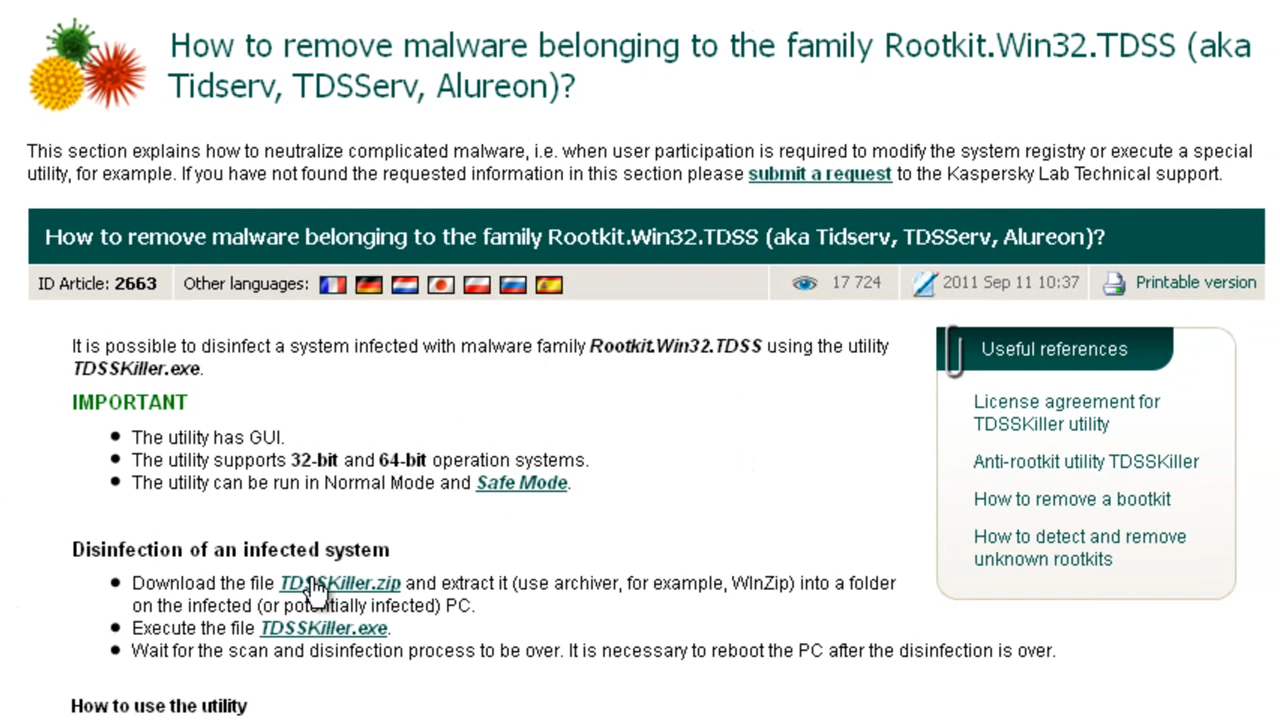 How to remove malware belonging to the family Rootkit.Win32.TDSS (aka
Tidserv, TDSServ, Alureon)?
This section explains how to neutralize complicated malware, i.e. when user participation is required to modify the system registry or execute a special
utility, for example. If you have not found the requested information in this section please submit a request to the Kaspersky Lab Technical support.
How to remove malware belonging to the family Rootkit.Win32.TDSS (aka Tidserv, TDSServ, Alureon)?
ID Article: 2663 Other languages: 17 724 2011 Sep 11 10:37 Printable version
It is possible to disinfect a system infected with malware family Rootkit.Win32.TDSS using the utility
TDSSKiller.exe.
IMPORTANT
The utility has GUI.
The utility supports 32-bit and 64-bit operation systems.
The utility can be run in Normal Mode and Safe Mode.
Disinfection of an infected system
Download the file TDSSKiller.zip and extract it (use archiver, for example, WInZip) into a folder
on the infected (or potentially infected) PC.
Execute the file TDSSKiller.exe.
Wait for the scan and disinfection process to be over. It is necessary to reboot the PC after the disinfection is over.
How to use the utility
Useful references
License agreement for
TDSSKiller utility
Anti-rootkit utility TDSSKiller
How to remove a bootkit
How to detect and remove
unknown rootkits